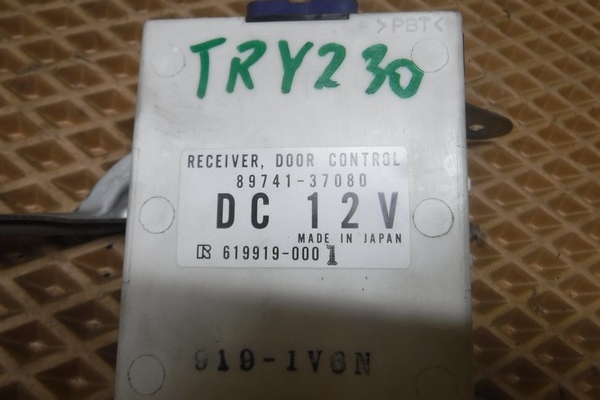 >PBT<
TRY230
RECEIVER, DOOR CONTROL
89741-37080
DC 12V
MADE IN JAPAN
R 619919-0001
919-1V6N